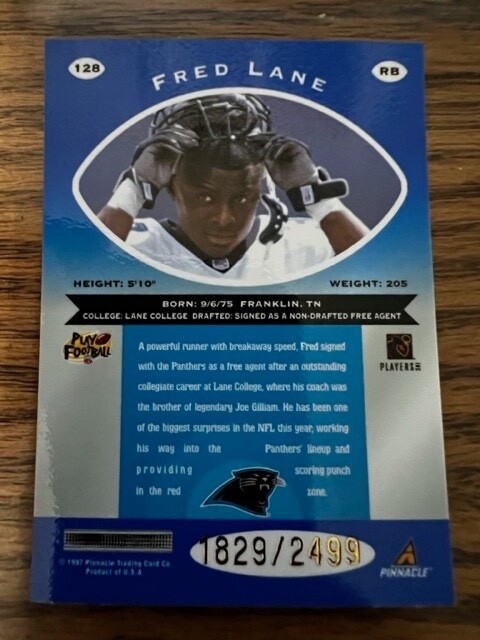 128
RB
FRED LANE
HEIGHT: 5'10"
WEIGHT: 205
BORN: 9/6/75 FRANKLIN, TN
COLLEGE: LANE COLLEGE DRAFTED: SIGNED AS A NON-DRAFTED FREE AGENT
PLAY FOOTBALL
PLAYERS INC
A powerful runner with breakaway speed, Fred signed
with the Panthers as a free agent after an outstanding
collegiate career at Lane College, where his coach was
the brother of legendary Joe Gilliam. He has been one
of the biggest surprises in the NFL this year, working
his way into the Panthers' lineup and
providing scoring punch
in the red zone.
1829/2499
© 1997 Pinnacle Trading Card Co.
Product of U.S.A.
PINNACLE